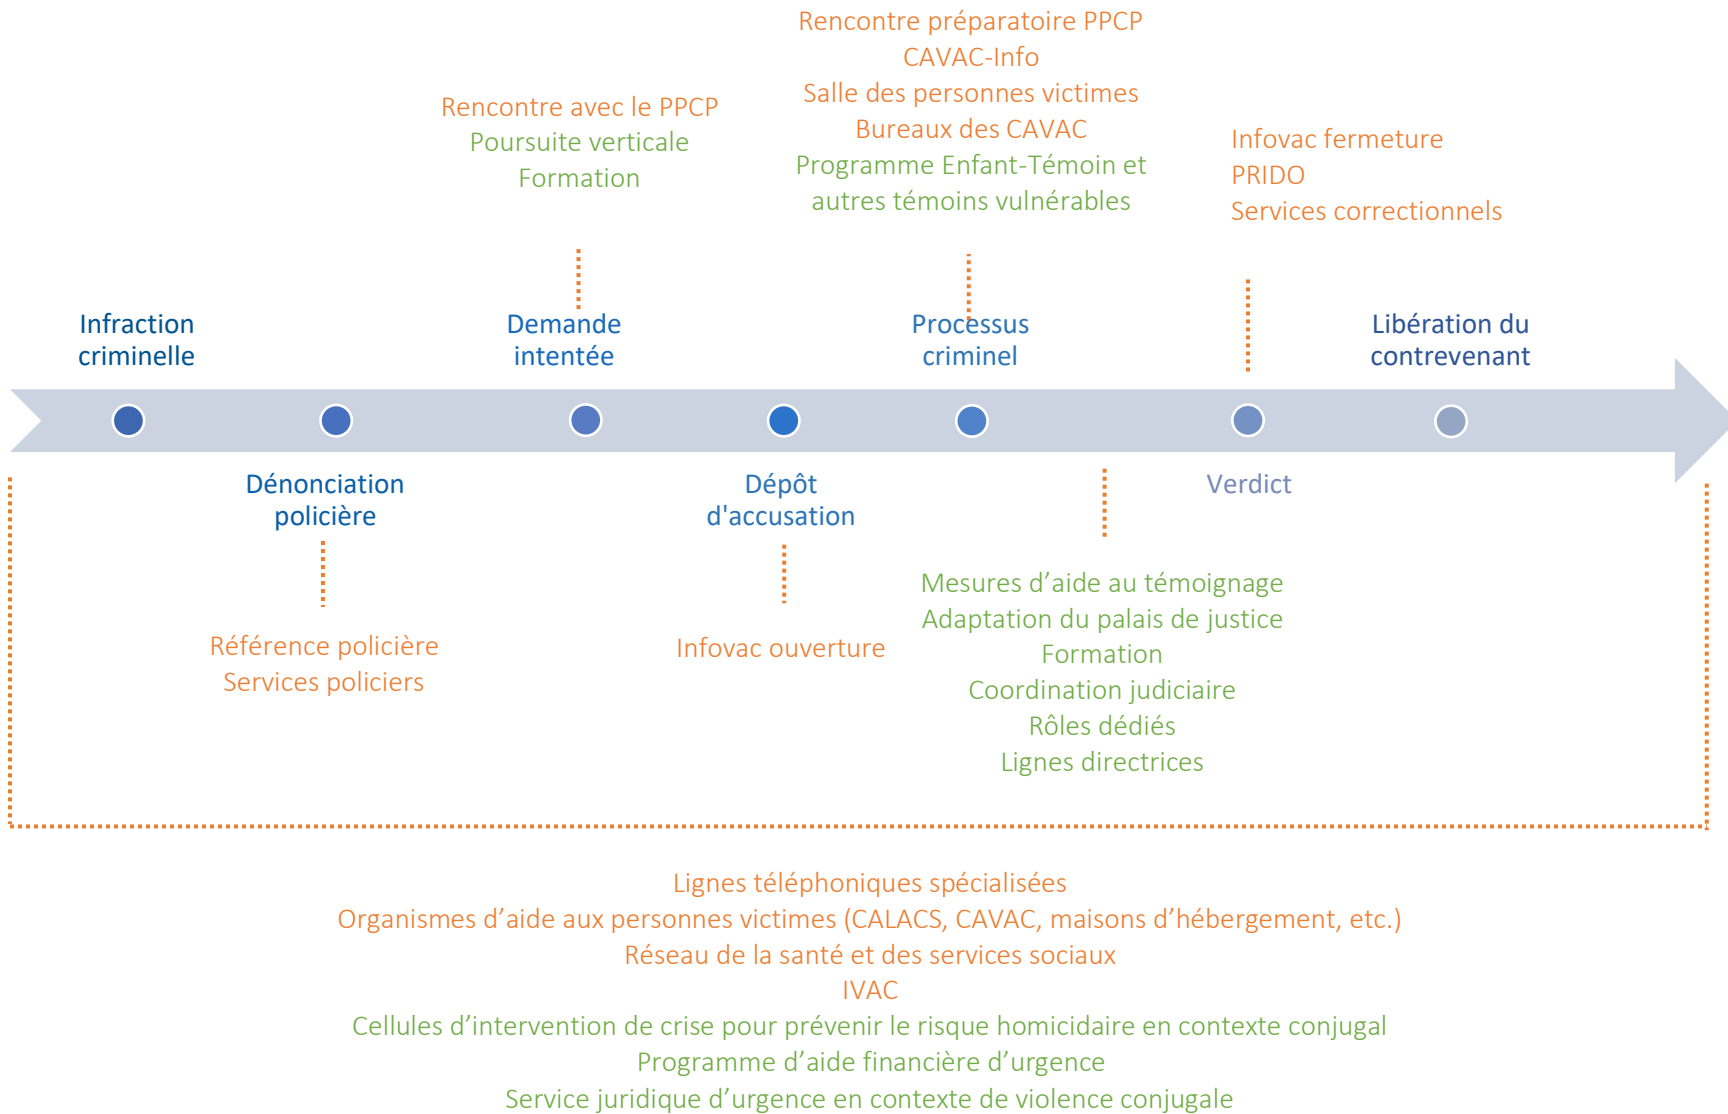 Rencontre préparatoire PPCP
CAVAC-Info
Salle des personnes victimes
Bureaux des CAVAC
Programme Enfant-Témoin et
autres témoins vulnérables
Rencontre avec le PPCP
Poursuite verticale
Formation
Infovac fermeture
PRIDO
Services correctionnels
Infraction
criminelle
Demande
intentée
Processus
criminel
Libération du
contrevenant
Dénonciation
policière
Dépôt
d'accusation
Verdict
Référence policière
Services policiers
Infovac ouverture
Mesures d’aide au témoignage
Adaptation du palais de justice
Formation
Coordination judiciaire
Rôles dédiés
Lignes directrices
Lignes téléphoniques spécialisées
Organismes d’aide aux personnes victimes (CALACS, CAVAC, maisons d’hébergement, etc.)
Réseau de la santé et des services sociaux
IVAC
Cellules d’intervention de crise pour prévenir le risque homicidaire en contexte conjugal
Programme d’aide financière d’urgence
Service juridique d’urgence en contexte de violence conjugale